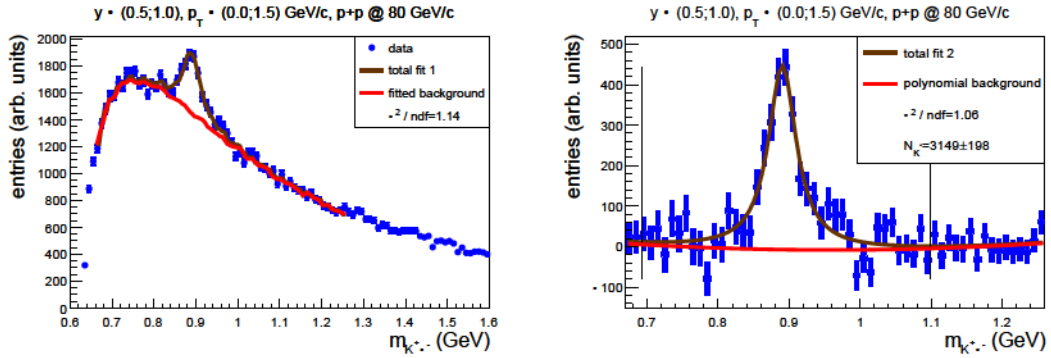 y • (0.5;1.0), p_T • (0.0;1.5) GeV/c, p+p @ 80 GeV/c
entries (arb. units)
2000
1800
1600
1400
1200
1000
800
600
400
200
0
data
total fit 1
fitted background
-² / ndf=1.14
0.6 0.7 0.8 0.9 1 1.1 1.2 1.3 1.4 1.5 1.6
m_K⁺•⁻ (GeV)
y • (0.5;1.0), p_T • (0.0;1.5) GeV/c, p+p @ 80 GeV/c
entries (arb. units)
500
400
300
200
100
0
-100
total fit 2
polynomial background
-² / ndf=1.06
N_K=3149±198
0.7 0.8 0.9 1 1.1 1.2
m_K⁺•⁻ (GeV)